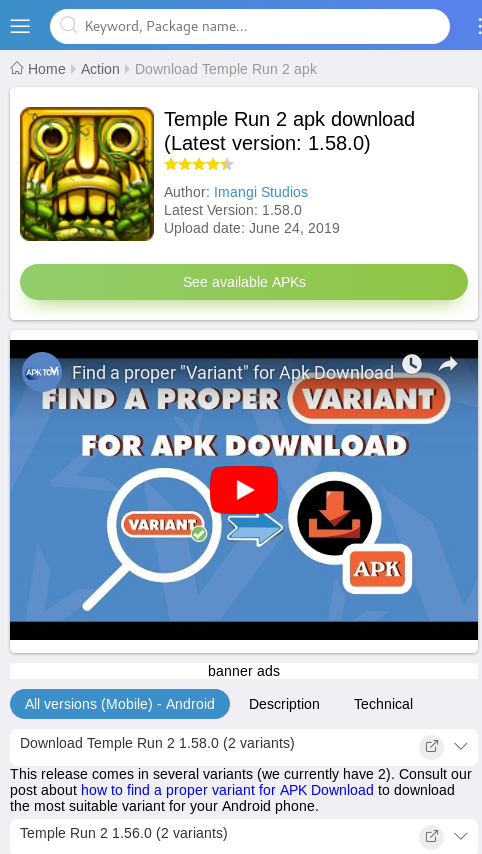 Keyword, Package name...
Home Action Download Temple Run 2 apk
Temple Run 2 apk download
(Latest version: 1.58.0)
Author: Imangi Studios
Latest Version: 1.58.0
Upload date: June 24, 2019
See available APKs
Find a proper "Variant" for Apk Download
FIND A PROPER VARIANT
FOR APK DOWNLOAD
VARIANT
APK
banner ads
All versions (Mobile) - Android Description Technical
Download Temple Run 2 1.58.0 (2 variants)
This release comes in several variants (we currently have 2). Consult our
post about how to find a proper variant for APK Download to download
the most suitable variant for your Android phone.
Temple Run 2 1.56.0 (2 variants)